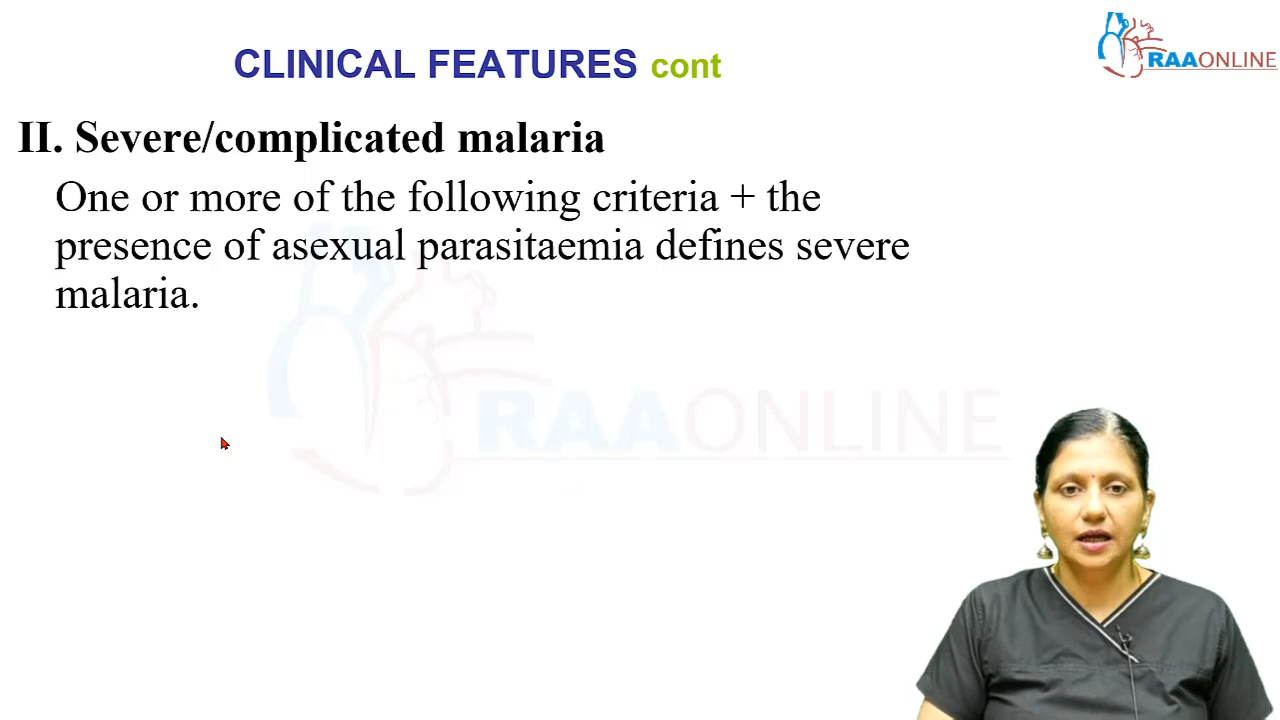 CLINICAL FEATURES cont
RAAONLINE
II. Severe/complicated malaria
One or more of the following criteria + the
presence of asexual parasitaemia defines severe
malaria.
RAAONLINE